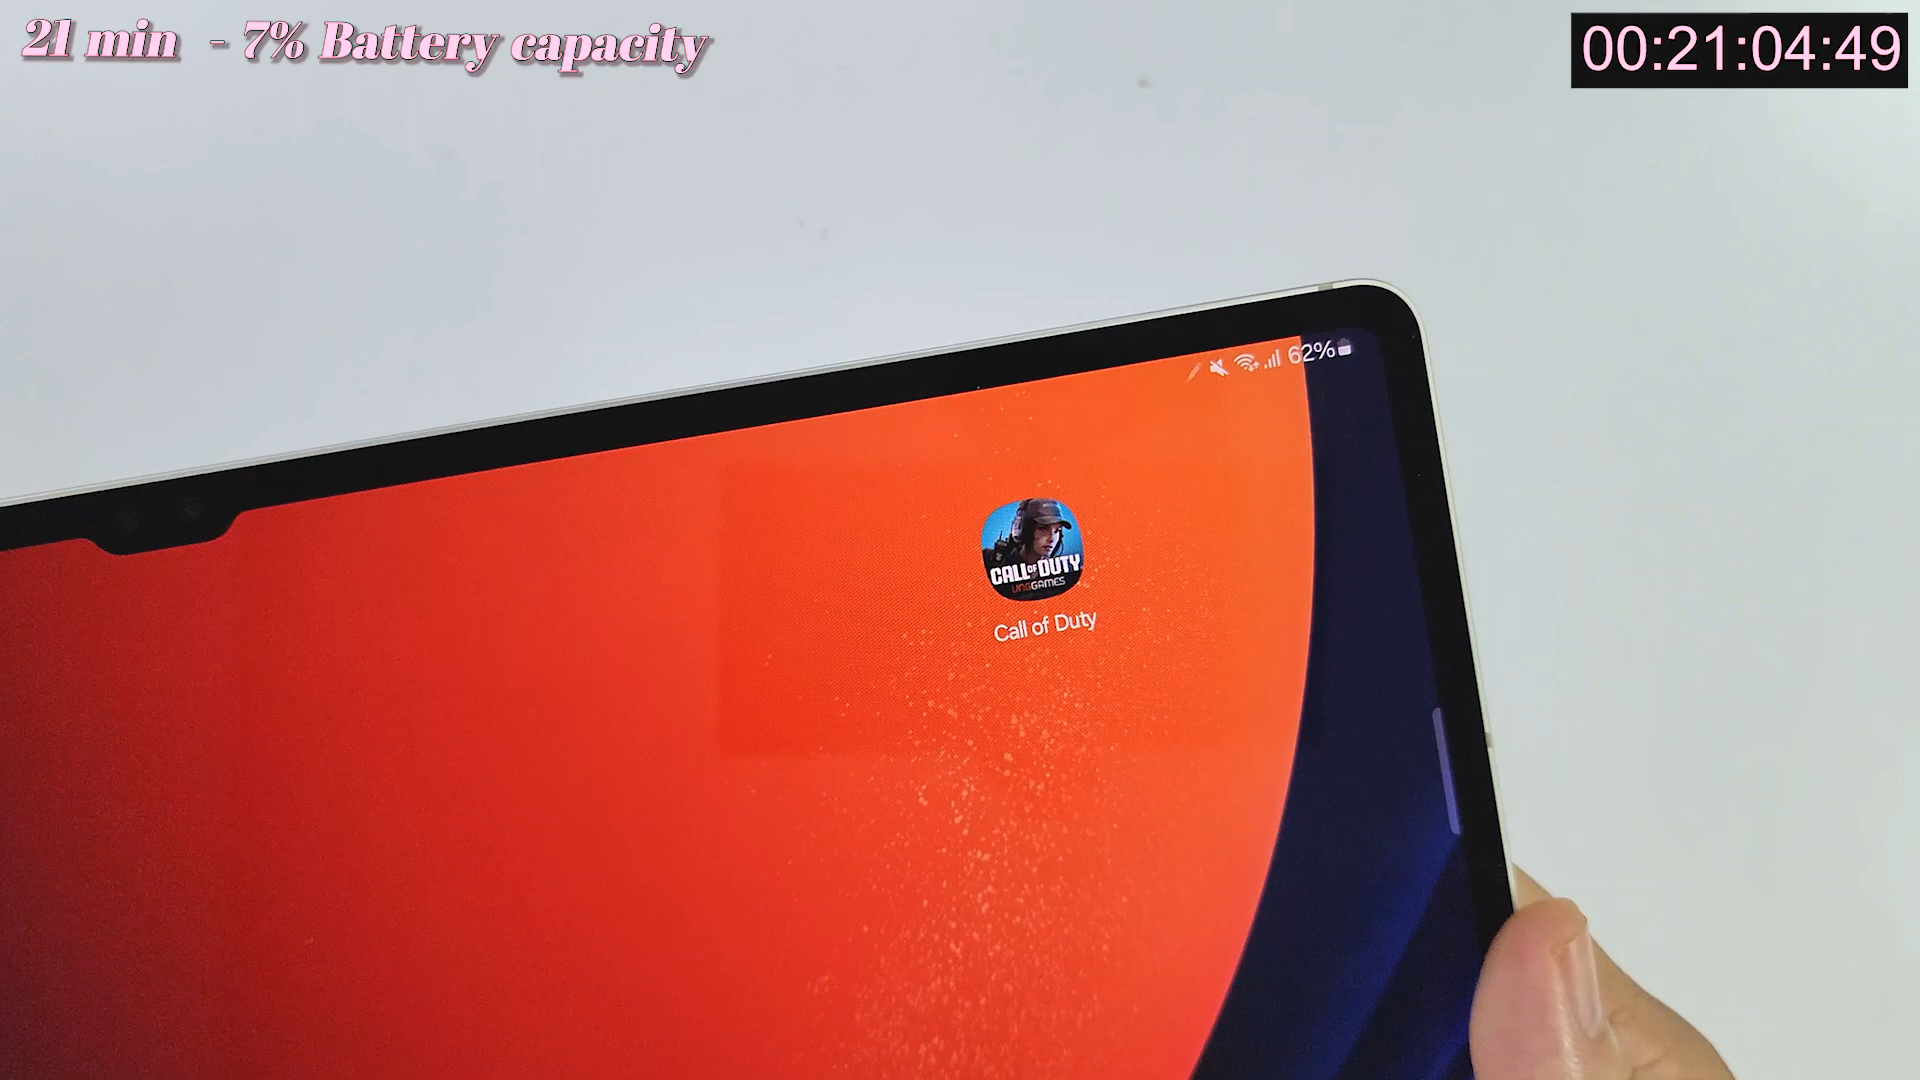 21 min - 7% Battery capacity
00:21:04:49
62%
CALL OF DUTY
VNGGAMES
Call of Duty